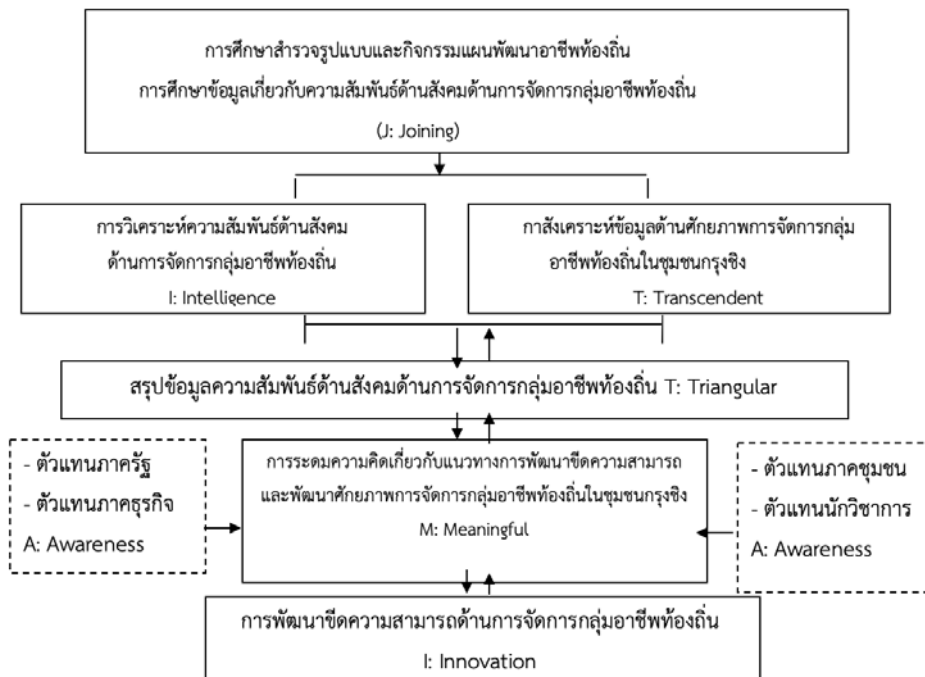 การศึกษาสำรวจรูปแบบและกิจกรรมแผนพัฒนาอาชีพท้องถิ่น
การศึกษาข้อมูลเกี่ยวกับความสัมพันธ์ด้านสังคมด้านการจัดการกลุ่มอาชีพท้องถิ่น
(J: Joining)
การวิเคราะห์ความสัมพันธ์ด้านสังคม
ด้านการจัดการกลุ่มอาชีพท้องถิ่น
I: Intelligence
กาสังเคราะห์ข้อมูลด้านศักยภาพการจัดการกลุ่ม
อาชีพท้องถิ่นในชุมชนกรุงชิง
T: Transcendent
สรุปข้อมูลความสัมพันธ์ด้านสังคมด้านการจัดการกลุ่มอาชีพท้องถิ่น T: Triangular
- ตัวแทนภาครัฐ
- ตัวแทนภาคธุรกิจ
A: Awareness
การระดมความคิดเกี่ยวกับแนวทางการพัฒนาขีดความสามารถ
และพัฒนาศักยภาพการจัดการกลุ่มอาชีพท้องถิ่นในชุมชนกรุงชิง
M: Meaningful
- ตัวแทนภาคชุมชน
- ตัวแทนนักวิชาการ
A: Awareness
การพัฒนาขีดความสามารถด้านการจัดการกลุ่มอาชีพท้องถิ่น
I: Innovation